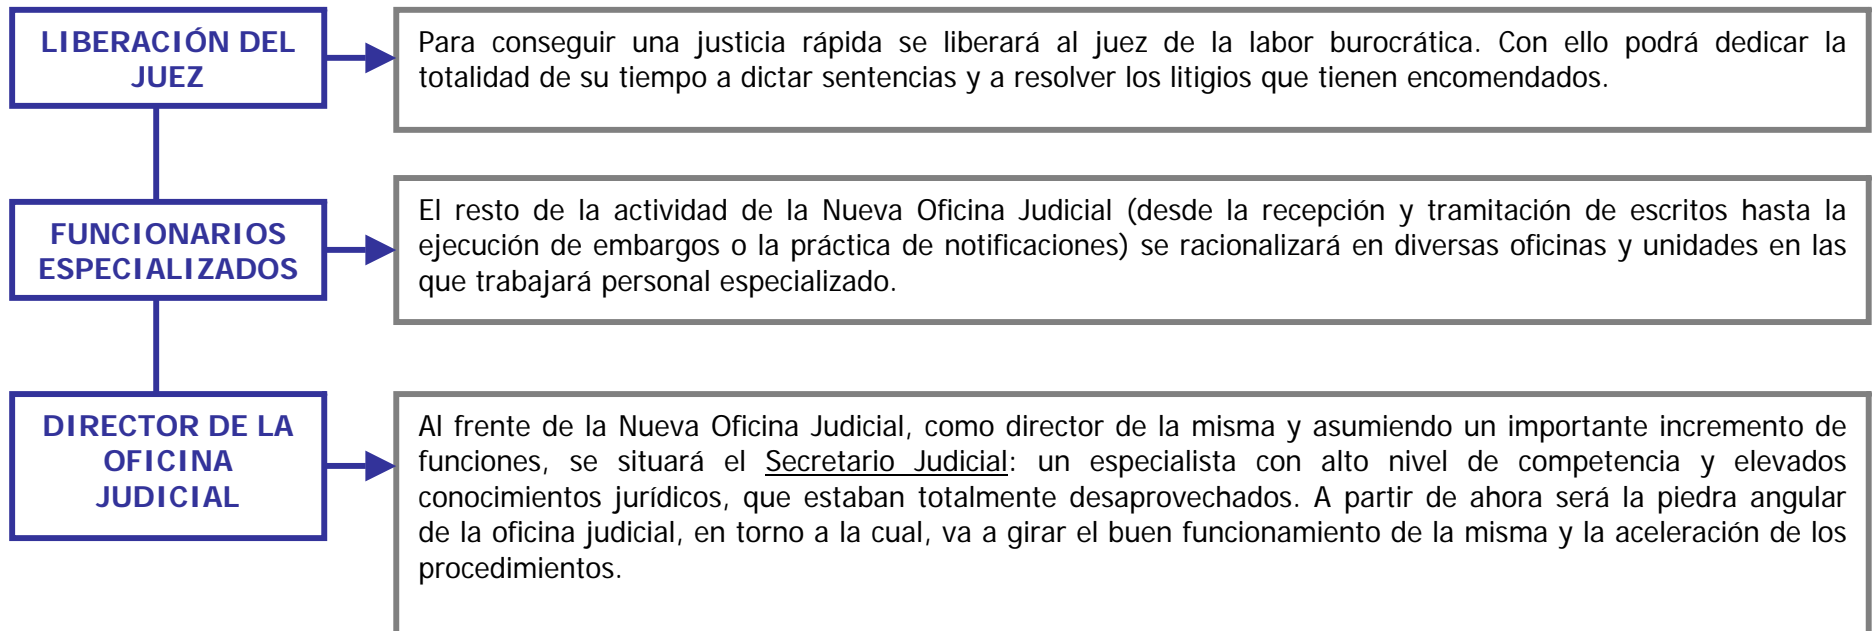 LIBERACIÓN DEL
JUEZ
Para conseguir una justicia rápida se liberará al juez de la labor burocrática. Con ello podrá dedicar la
totalidad de su tiempo a dictar sentencias y a resolver los litigios que tienen encomendados.
FUNCIONARIOS
ESPECIALIZADOS
El resto de la actividad de la Nueva Oficina Judicial (desde la recepción y tramitación de escritos hasta la
ejecución de embargos o la práctica de notificaciones) se racionalizará en diversas oficinas y unidades en las
que trabajará personal especializado.
DIRECTOR DE LA
OFICINA
JUDICIAL
Al frente de la Nueva Oficina Judicial, como director de la misma y asumiendo un importante incremento de
funciones, se situará el Secretario Judicial: un especialista con alto nivel de competencia y elevados
conocimientos jurídicos, que estaban totalmente desaprovechados. A partir de ahora será la piedra angular
de la oficina judicial, en torno a la cual, va a girar el buen funcionamiento de la misma y la aceleración de los
procedimientos.